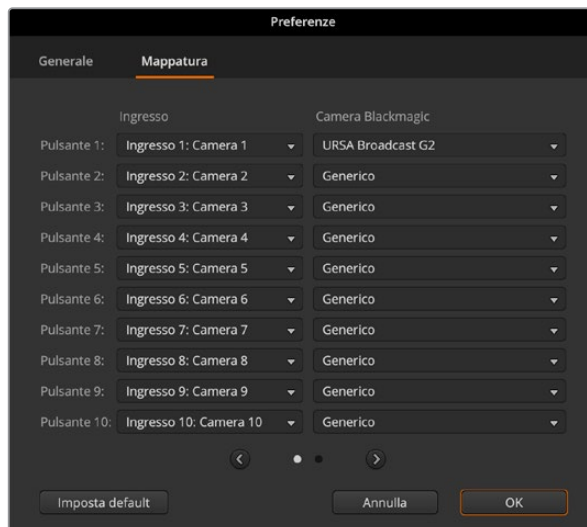 Preferenze
Generale Mappatura
Ingresso Camera Blackmagic
Pulsante 1: Ingresso 1: Camera 1 URSA Broadcast G2
Pulsante 2: Ingresso 2: Camera 2 Generico
Pulsante 3: Ingresso 3: Camera 3 Generico
Pulsante 4: Ingresso 4: Camera 4 Generico
Pulsante 5: Ingresso 5: Camera 5 Generico
Pulsante 6: Ingresso 6: Camera 6 Generico
Pulsante 7: Ingresso 7: Camera 7 Generico
Pulsante 8: Ingresso 8: Camera 8 Generico
Pulsante 9: Ingresso 9: Camera 9 Generico
Pulsante 10: Ingresso 10: Camera 10 Generico
Imposta default Annulla OK